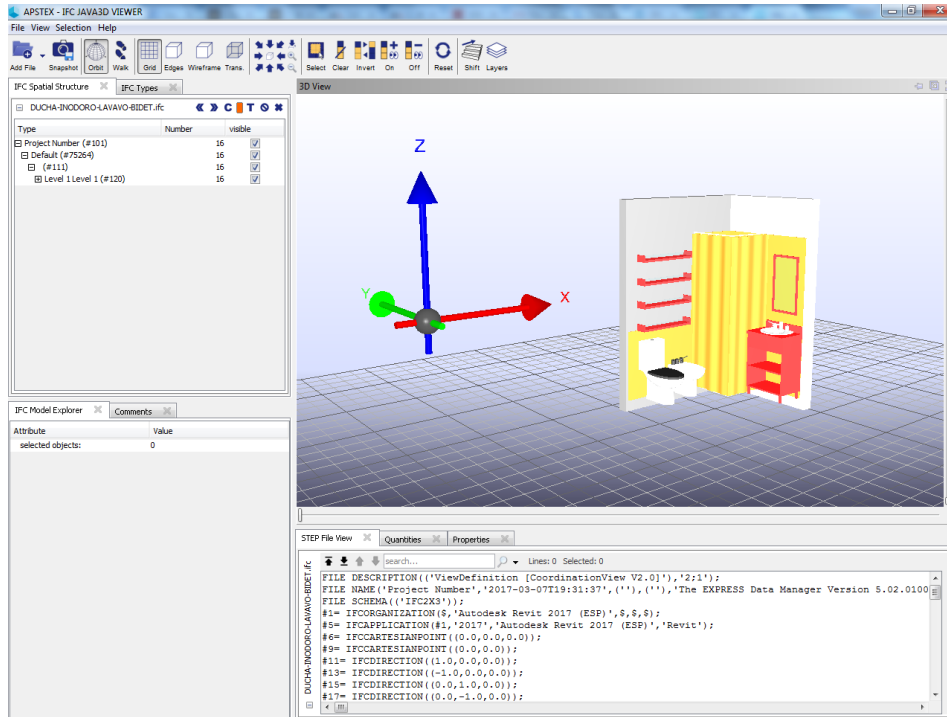 APSTEX - IFC JAVA3D VIEWER
File View Selection Help
Add File Snapshot Orbit Walk Grid Edges Wireframe Trans. Select Clear Invert On Off Reset Shift Layers
IFC Spatial Structure IFC Types
DUCHA-INODORO-LAVAVO-BIDET.ifc C T
Type Number visible
Project Number (#101) 16
Default (#75264) 16
(#111) 16
Level 1 Level 1 (#120) 16
IFC Model Explorer Comments
Attribute Value
selected objects: 0
3D View
Z
Y
X
STEP File View Quantities Properties
search... Lines: 0 Selected: 0
DUCHA-INODORO-LAVAVO-BIDET.ifc
FILE DESCRIPTION(('ViewDefinition [CoordinationView V2.0]'),'2;1');
FILE NAME('Project Number','2017-03-07T19:31:37',(''),(''),'The EXPRESS Data Manager Version 5.02.0100
FILE SCHEMA(('IFC2X3'));
#1= IFCORGANIZATION($,'Autodesk Revit 2017 (ESP)',$,$,$);
#5= IFCAPPLICATION(#1,'2017','Autodesk Revit 2017 (ESP)','Revit');
#6= IFCCARTESIANPOINT((0.0,0.0,0.0));
#9= IFCCARTESIANPOINT((0.0,0.0));
#11= IFCDIRECTION((1.0,0.0,0.0));
#13= IFCDIRECTION((-1.0,0.0,0.0));
#15= IFCDIRECTION((0.0,1.0,0.0));
#17= IFCDIRECTION((0.0,-1.0,0.0));